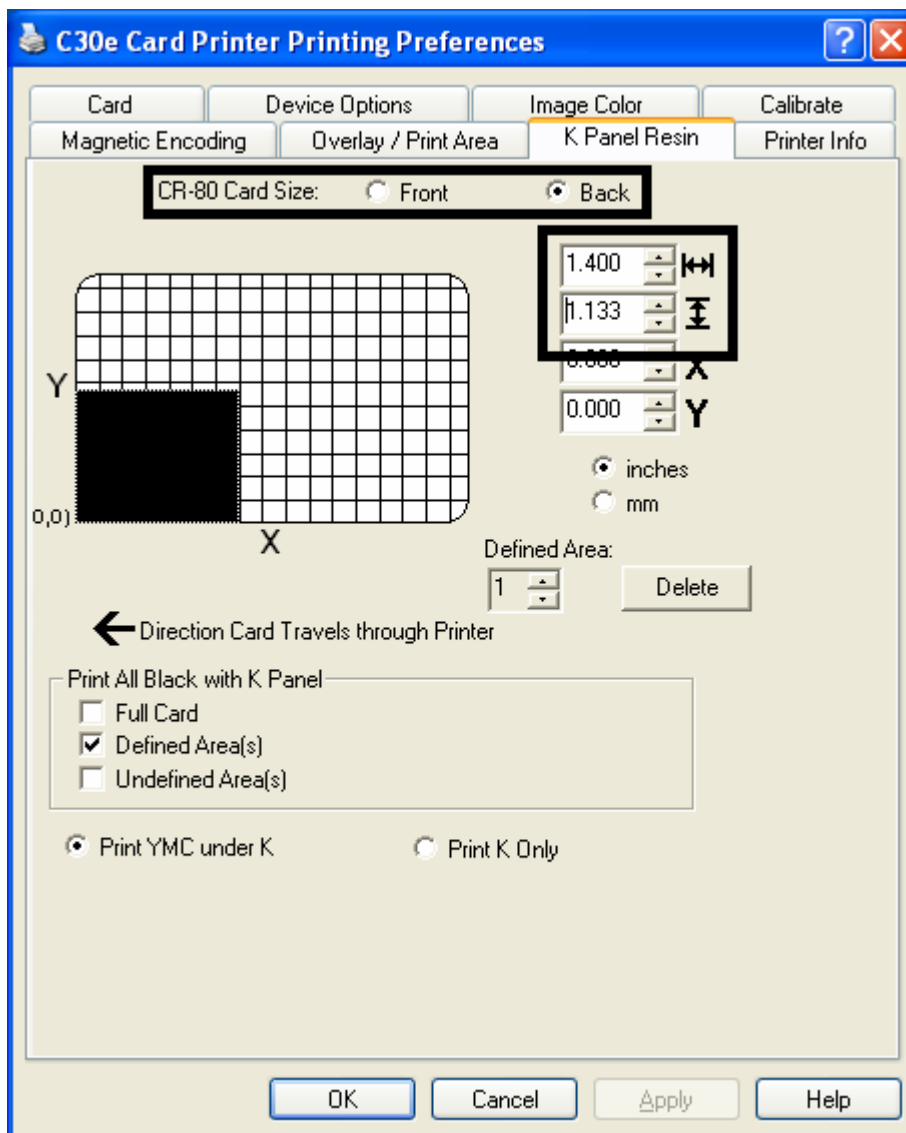 C30e Card Printer Printing Preferences
Card Device Options Image Color Calibrate
Magnetic Encoding Overlay / Print Area K Panel Resin Printer Info
CR-80 Card Size: Front Back
1.400
1.133
X
Y
0.000 Y
inches
mm
0,0)
X
Defined Area:
1 Delete
Direction Card Travels through Printer
Print All Black with K Panel
Full Card
Defined Area(s)
Undefined Area(s)
Print YMC under K Print K Only
OK Cancel Apply Help